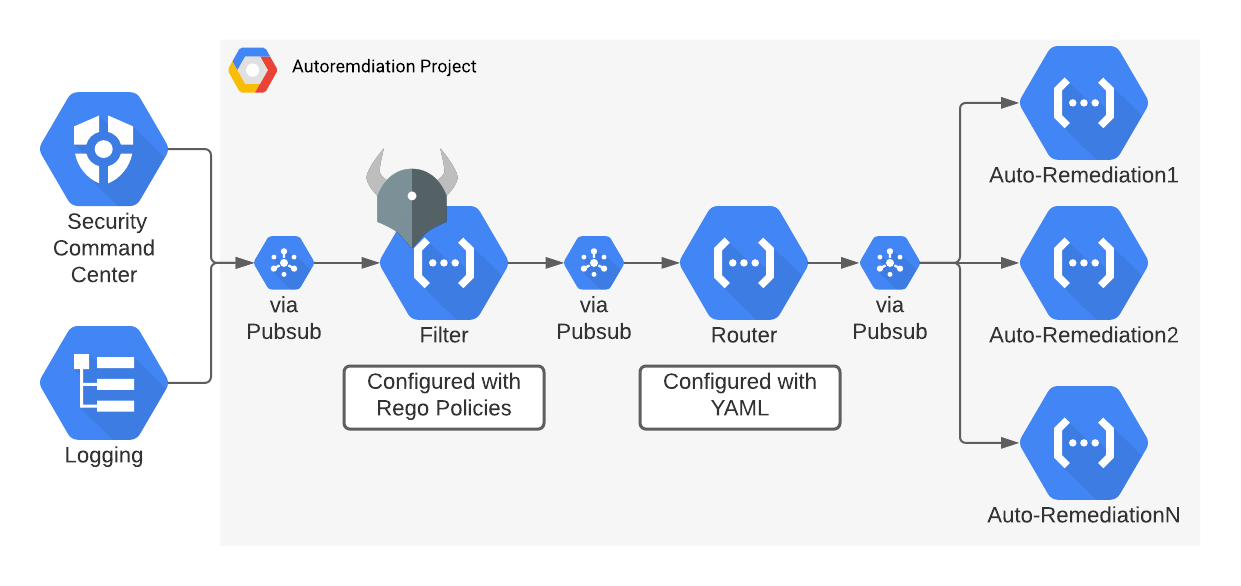 Autoremdiation Project
Security
Command
Center
Logging
via
Pubsub
Filter
Configured with
Rego Policies
via
Pubsub
Router
Configured with
YAML
via
Pubsub
Auto-Remediation1
Auto-Remediation2
Auto-RemediationN